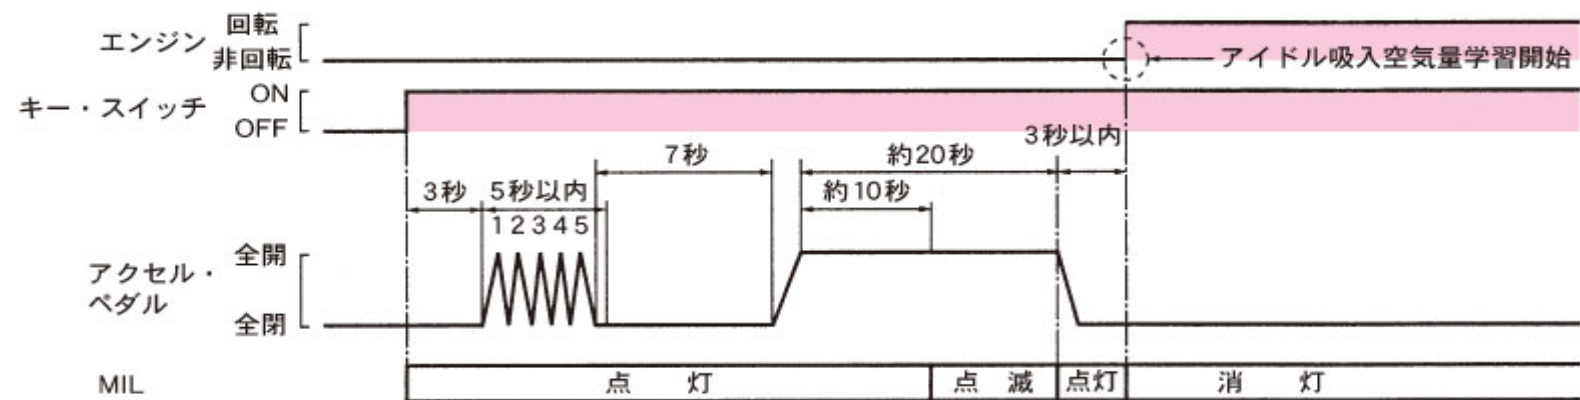 エンジン
回転
非回転
アイドル吸入空気量学習開始
キー・スイッチ
ON
OFF
3秒以内
7秒
約20秒
3秒
5秒以内
約10秒
1 2 3 4 5
アクセル・
ペダル
全開
全閉
MIL
点 灯
点 滅
点灯
消 灯